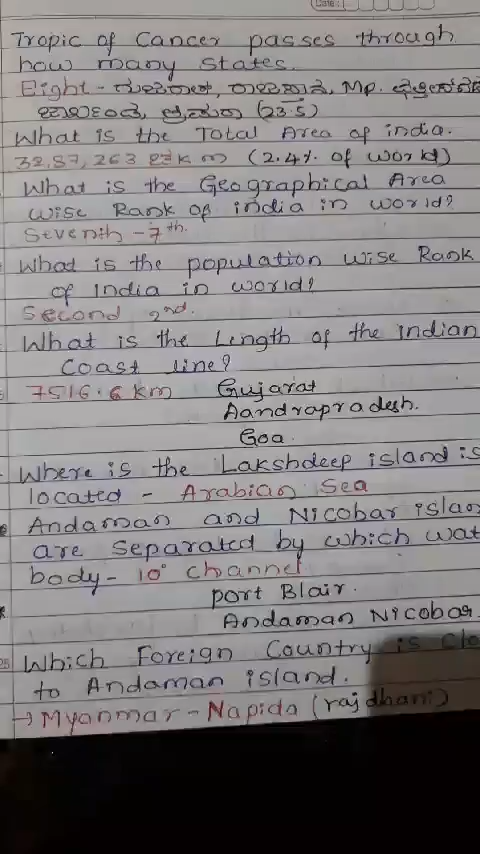 Date:
Tropic of Cancer passes through
how many states.
Eight - ಗುಜರಾತ್, ರಾಜಸ್ಥಾನ, Mp.
ಜಾರ್ಖಂಡ್, ತ್ರಿಪುರಾ (23.5)
What is the Total Area of india.
32,87,263 ಚ.ಕಿ.ಮೀ (2.4% of world)
What is the Geographical Area
wise Rank of india in world?
Seventh - 7th.
What is the population wise Rank
of India in world?
Second 2nd.
What is the Length of the indian
Coast line?
7516.6 km Gujarat
Aandrapradesh.
Goa.
Where is the Lakshdeep island is
located - Arabian Sea
Andaman and Nicobar islan
are separated by which wat
body - 10° channel
port Blair.
Andaman Nicobar
Which Foreign Country is Clo
to Andaman island.
→ Myanmar - Napida (rajdhani)